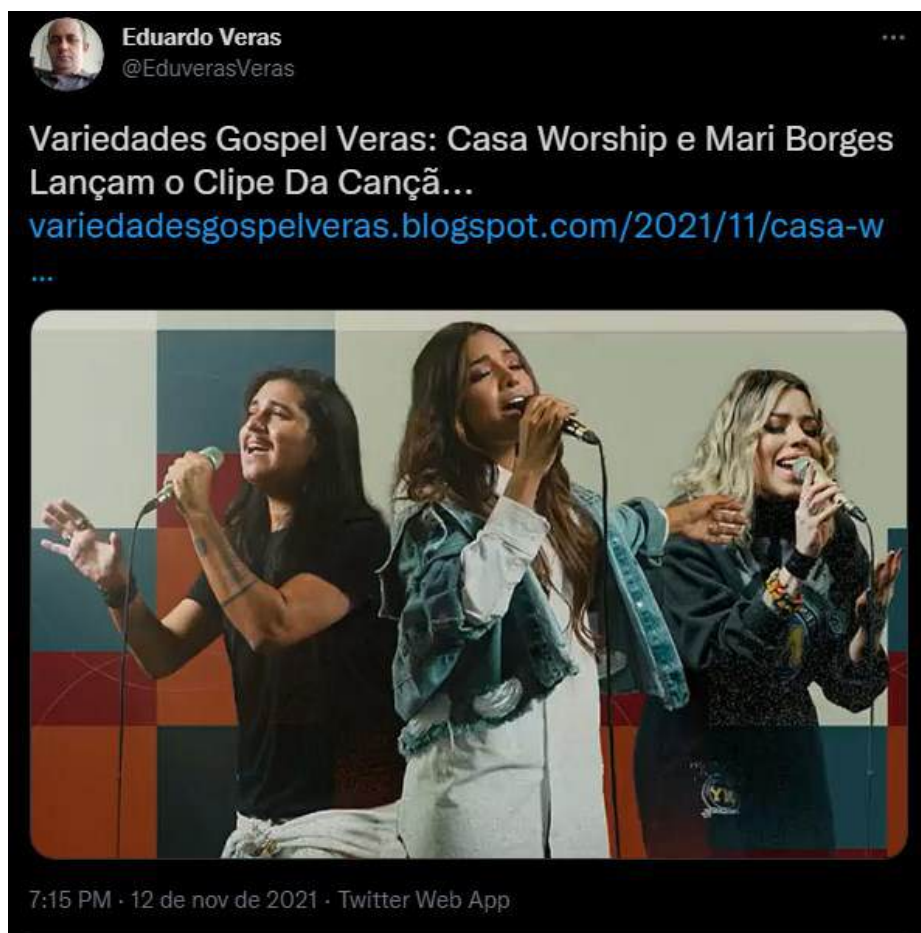 Eduardo Veras
@EduverasVeras
Variedades Gospel Veras: Casa Worship e Mari Borges
Lançam o Clipe Da Cançã...
variedadesgospelveras.blogspot.com/2021/11/casa-w
...
7:15 PM · 12 de nov de 2021 · Twitter Web App